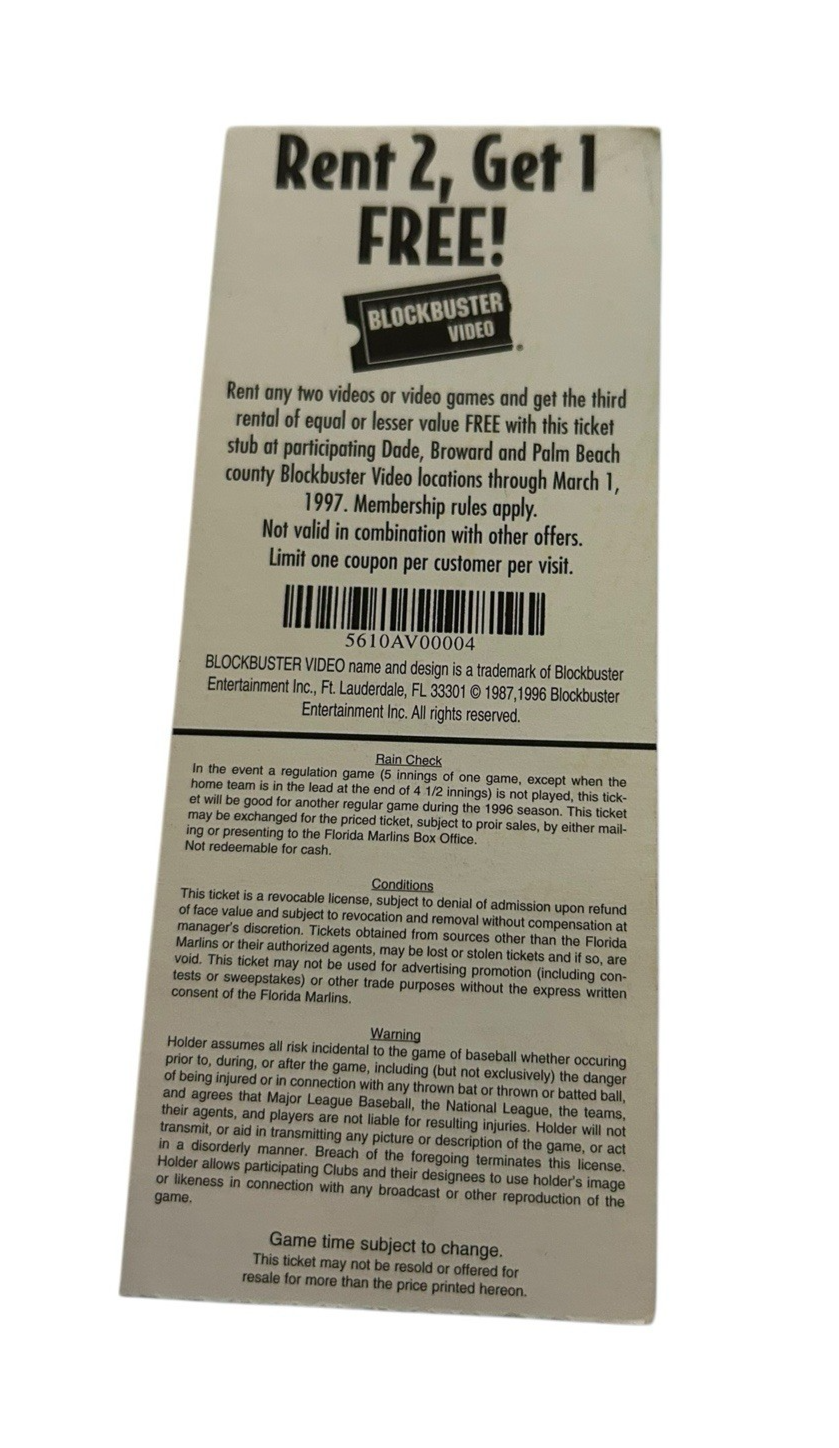 Rent 2, Get 1
FREE!
BLOCKBUSTER
VIDEO
Rent any two videos or video games and get the third
rental of equal or lesser value FREE with this ticket
stub at participating Dade, Broward and Palm Beach
county Blockbuster Video locations through March 1,
1997. Membership rules apply.
Not valid in combination with other offers.
Limit one coupon per customer per visit.
5610AV00004
BLOCKBUSTER VIDEO name and design is a trademark of Blockbuster
Entertainment Inc., Ft. Lauderdale, FL 33301 © 1987,1996 Blockbuster
Entertainment Inc. All rights reserved.
Rain Check
In the event a regulation game (5 innings of one game, except when the
home team is in the lead at the end of 4 1/2 innings) is not played, this tick-
et will be good for another regular game during the 1996 season. This ticket
may be exchanged for the priced ticket, subject to proir sales, by either mail-
ing or presenting to the Florida Marlins Box Office.
Not redeemable for cash.
Conditions
This ticket is a revocable license, subject to denial of admission upon refund
of face value and subject to revocation and removal without compensation at
manager's discretion. Tickets obtained from sources other than the Florida
Marlins or their authorized agents, may be lost or stolen tickets and if so, are
void. This ticket may not be used for advertising promotion (including con-
tests or sweepstakes) or other trade purposes without the express written
consent of the Florida Marlins.
Warning
Holder assumes all risk incidental to the game of baseball whether occuring
prior to, during, or after the game, including (but not exclusively) the danger
of being injured or in connection with any thrown bat or thrown or batted ball,
and agrees that Major League Baseball, the National League, the teams,
their agents, and players are not liable for resulting injuries. Holder will not
transmit, or aid in transmitting any picture or description of the game, or act
in a disorderly manner. Breach of the foregoing terminates this license.
Holder allows participating Clubs and their designees to use holder's image
or likeness in connection with any broadcast or other reproduction of the
game.
Game time subject to change.
This ticket may not be resold or offered for
resale for more than the price printed hereon.